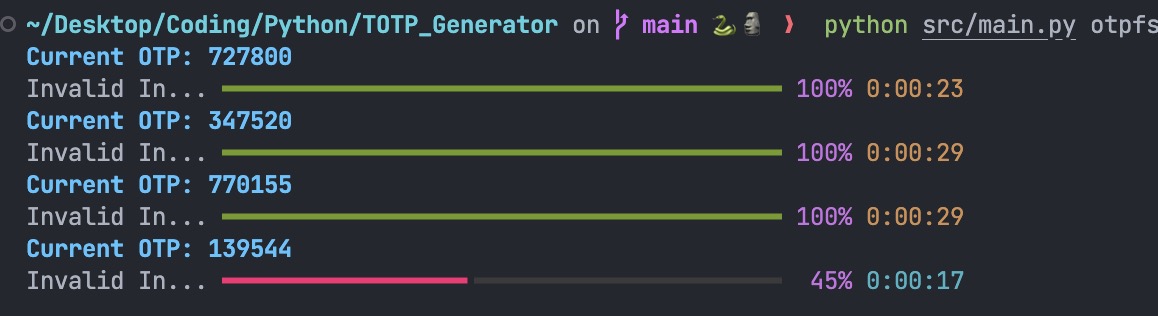 ~/Desktop/Coding/Python/TOTP_Generator on main 🐍🗿 ❱ python src/main.py otpfs
Current OTP: 727800
Invalid In... 100% 0:00:23
Current OTP: 347520
Invalid In... 100% 0:00:29
Current OTP: 770155
Invalid In... 100% 0:00:29
Current OTP: 139544
Invalid In... 45% 0:00:17